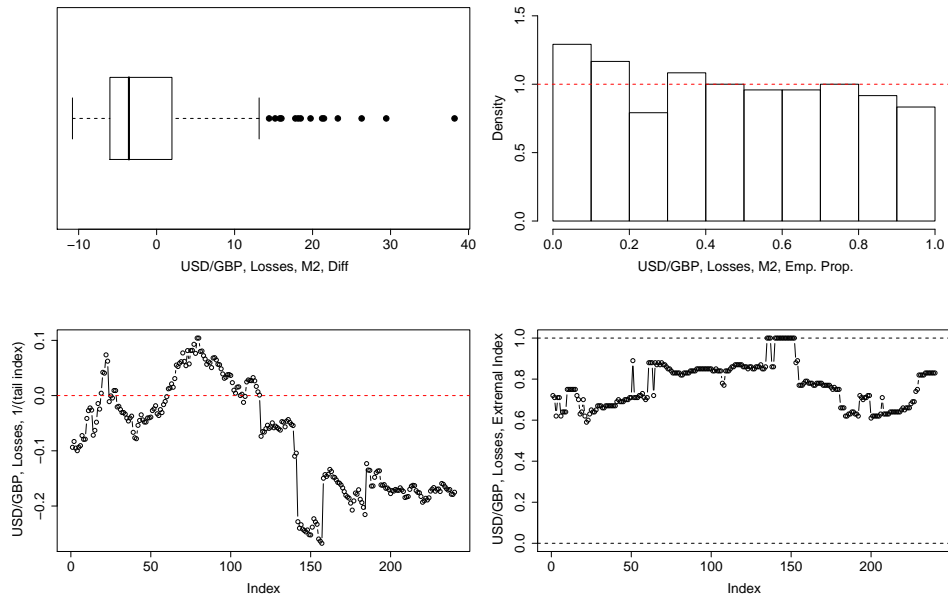 −10 0 10 20 30 40
USD/GBP, Losses, M2, Diff
Density
0.0 0.5 1.0 1.5
0.0 0.2 0.4 0.6 0.8 1.0
USD/GBP, Losses, M2, Emp. Prop.
USD/GBP, Losses, 1/(tail index)
−0.2 −0.1 0.0 0.1
0 50 100 150 200
Index
USD/GBP, Losses, Extremal Index
0.0 0.2 0.4 0.6 0.8 1.0
0 50 100 150 200
Index